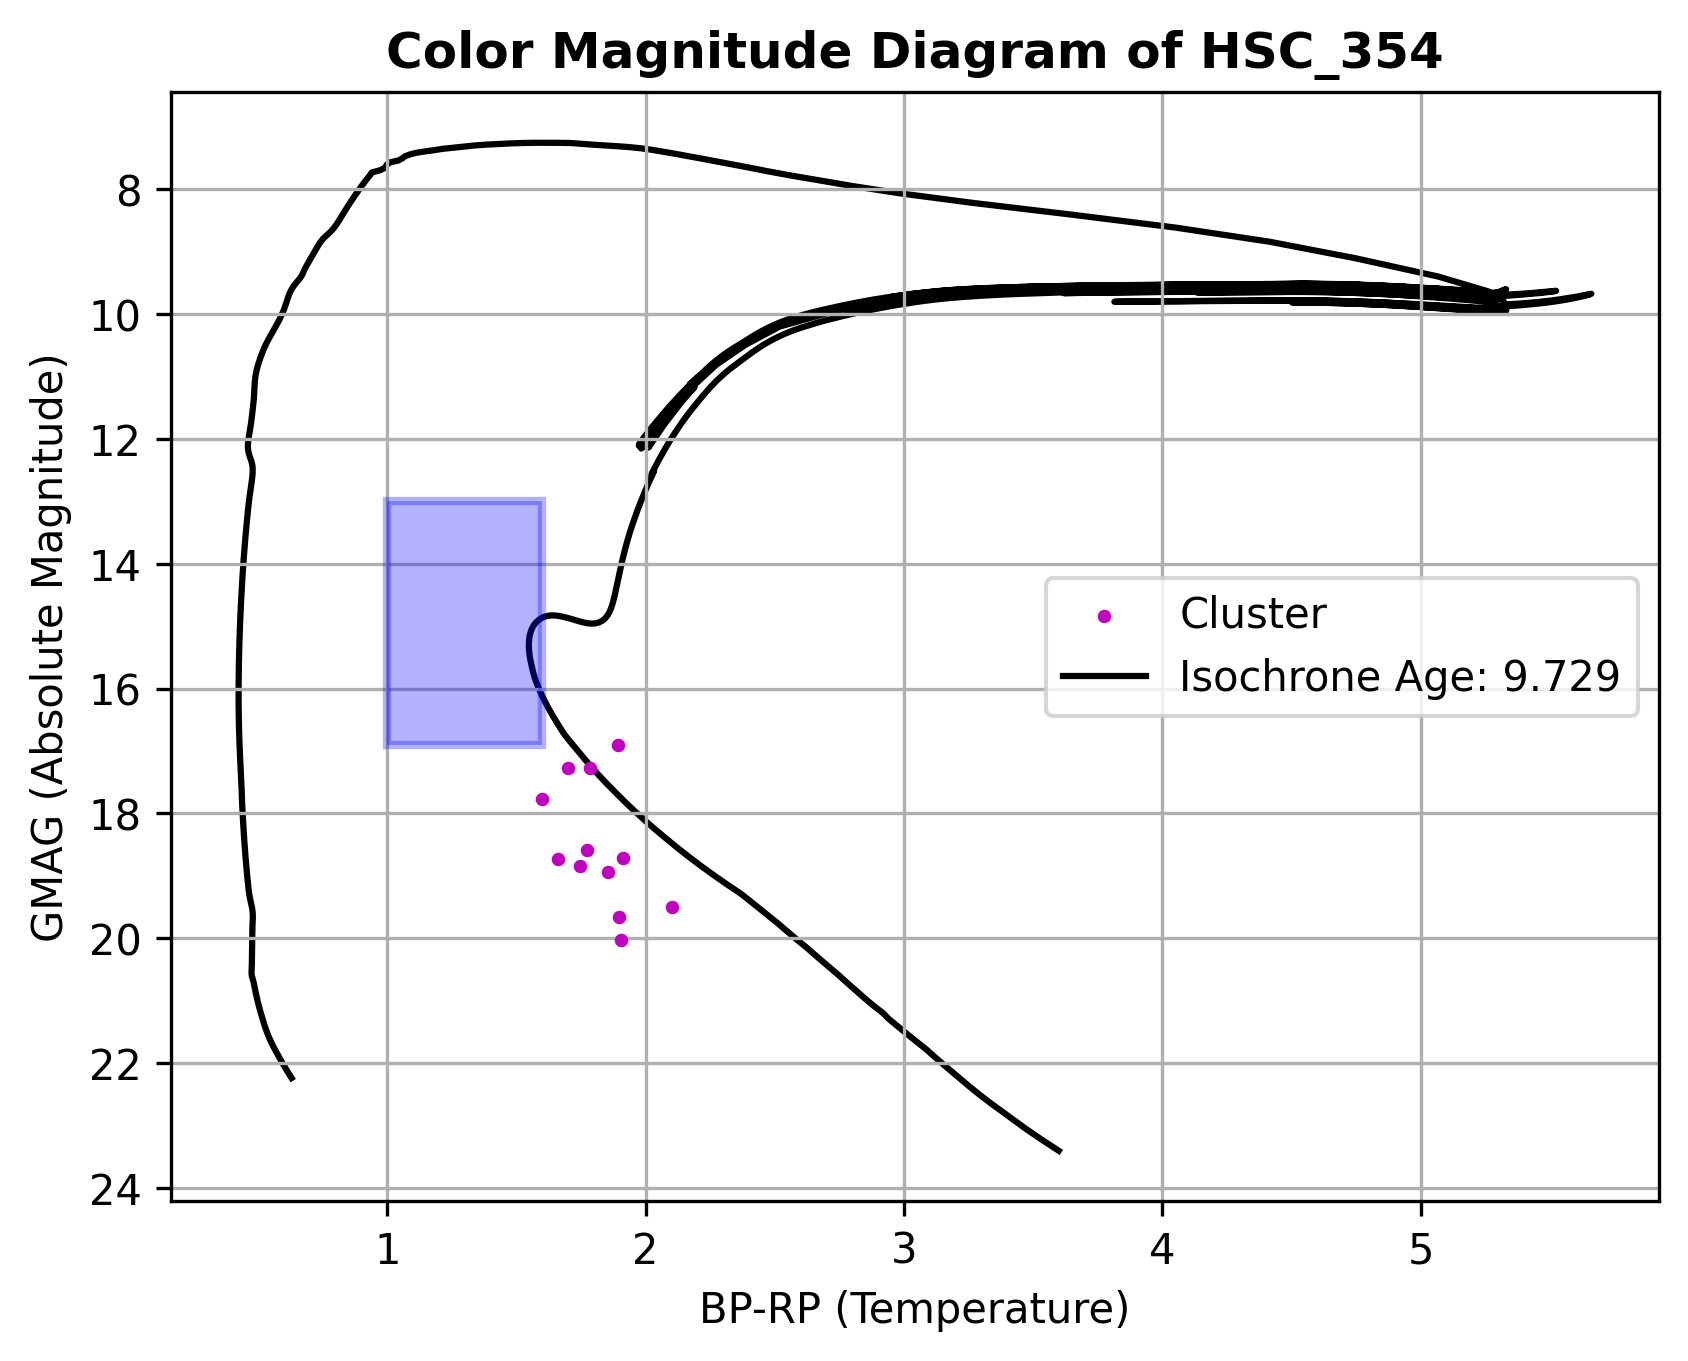 Color Magnitude Diagram of HSC_354
GMAG (Absolute Magnitude)
8
10
12
14
16
18
20
22
24
Cluster
Isochrone Age: 9.729
1 2 3 4 5
BP-RP (Temperature)